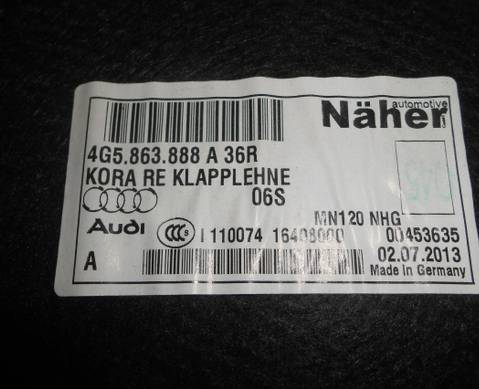 Näher
automotive
4G5.863.888 A 36R
KORA RE KLAPPLEHNE
06S
MN120 NHG
Audi CCC S I 110074 16408000 00453635
A 02.07.2013
Made in Germany